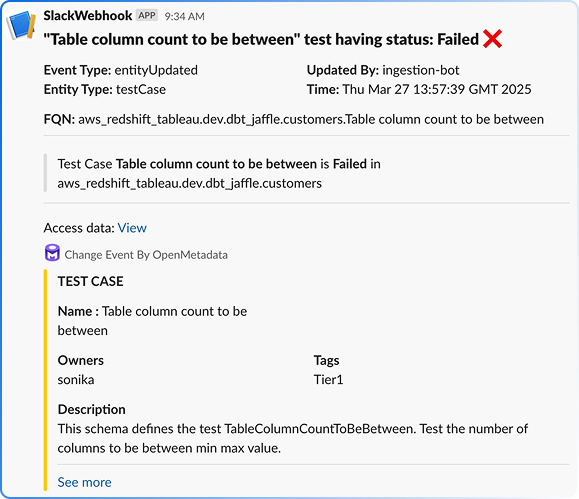 SlackWebhook APP 9:34 AM
"Table column count to be between" test having status: Failed ❌
Event Type: entityUpdated Updated By: ingestion-bot
Entity Type: testCase Time: Thu Mar 27 13:57:39 GMT 2025
FQN: aws_redshift_tableau.dev.dbt_jaffle.customers.Table column count to be between
Test Case Table column count to be between is Failed in
aws_redshift_tableau.dev.dbt_jaffle.customers
Access data: View
Change Event By OpenMetadata
TEST CASE
Name : Table column count to be
between
Owners Tags
sonika Tier1
Description
This schema defines the test TableColumnCountToBeBetween. Test the number of
columns to be between min max value.
See more